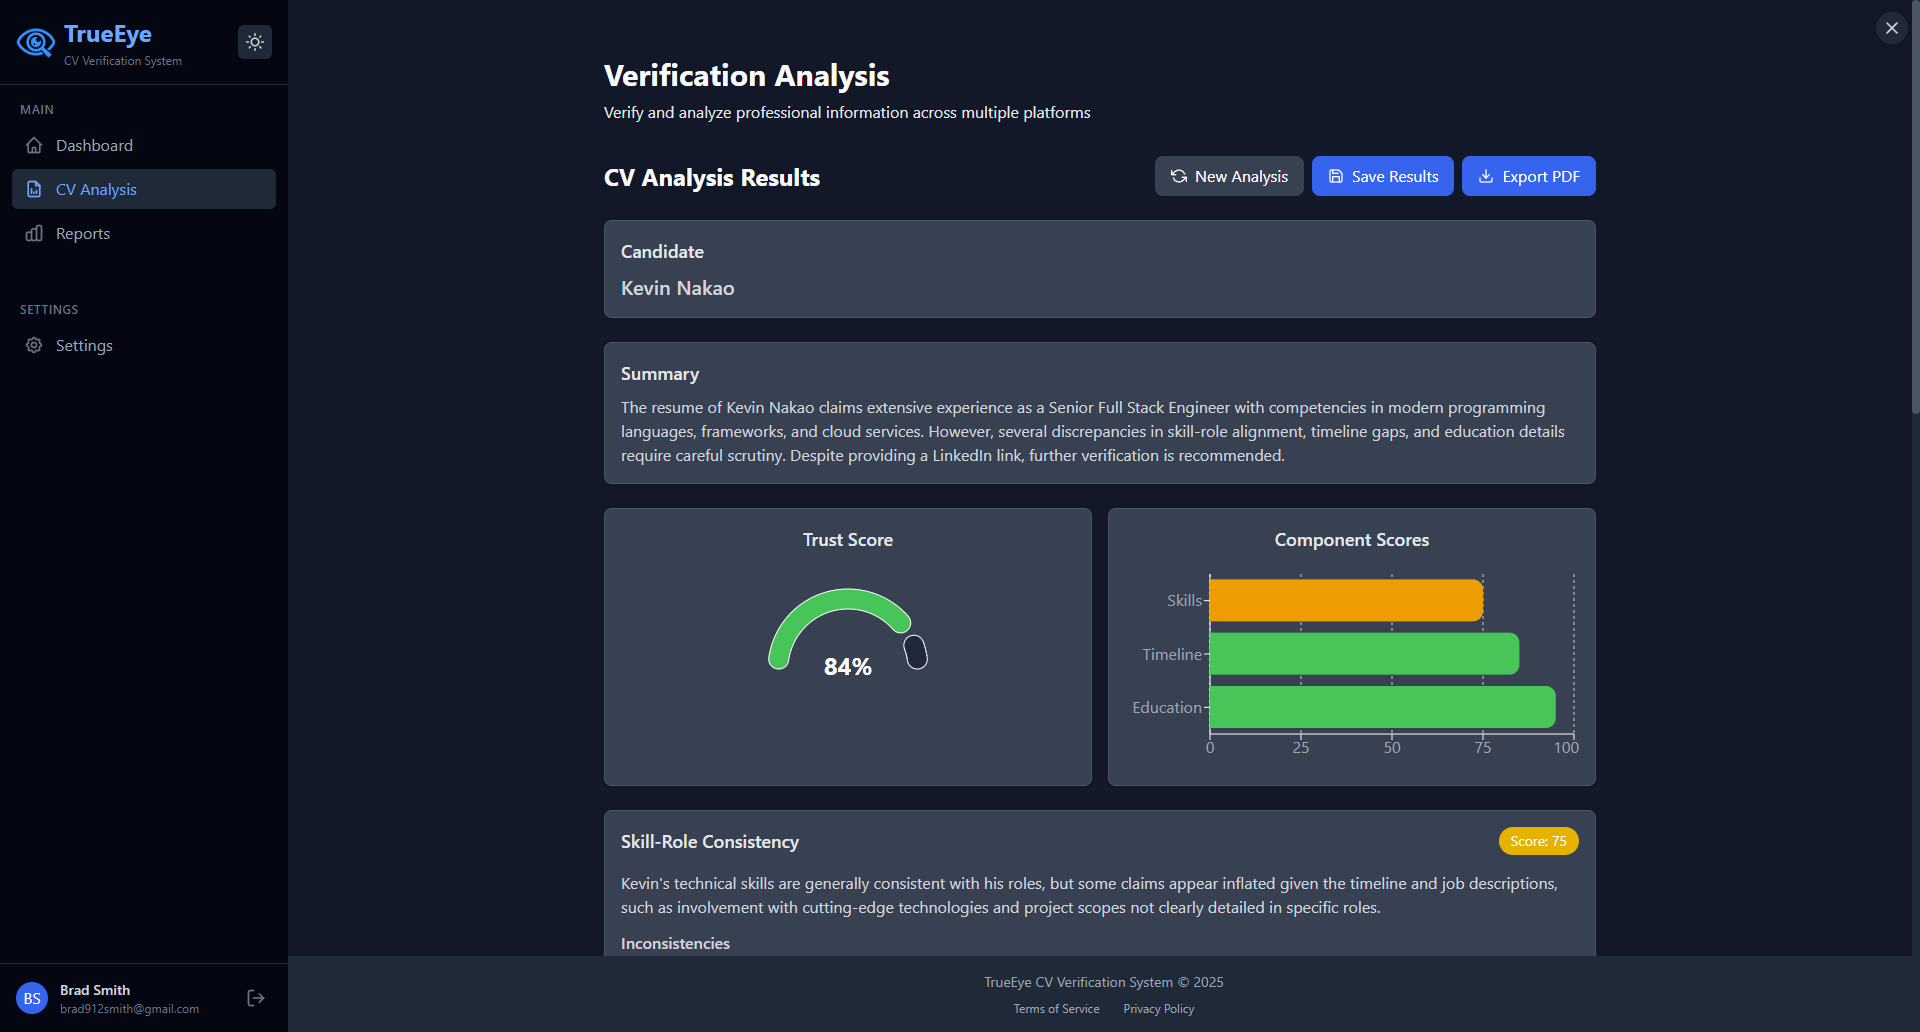 TrueEye
CV Verification System
MAIN
Dashboard
CV Analysis
Reports
SETTINGS
Settings
BS
Brad Smith
brad912smith@gmail.com
Verification Analysis
Verify and analyze professional information across multiple platforms
CV Analysis Results
New Analysis
Save Results
Export PDF
Candidate
Kevin Nakao
Summary
The resume of Kevin Nakao claims extensive experience as a Senior Full Stack Engineer with competencies in modern programming
languages, frameworks, and cloud services. However, several discrepancies in skill-role alignment, timeline gaps, and education details
require careful scrutiny. Despite providing a LinkedIn link, further verification is recommended.
Trust Score
84%
Component Scores
Skills
Timeline
Education
0 25 50 75 100
Skill-Role Consistency
Score: 75
Kevin's technical skills are generally consistent with his roles, but some claims appear inflated given the timeline and job descriptions,
such as involvement with cutting-edge technologies and project scopes not clearly detailed in specific roles.
Inconsistencies
TrueEye CV Verification System © 2025
Terms of Service Privacy Policy